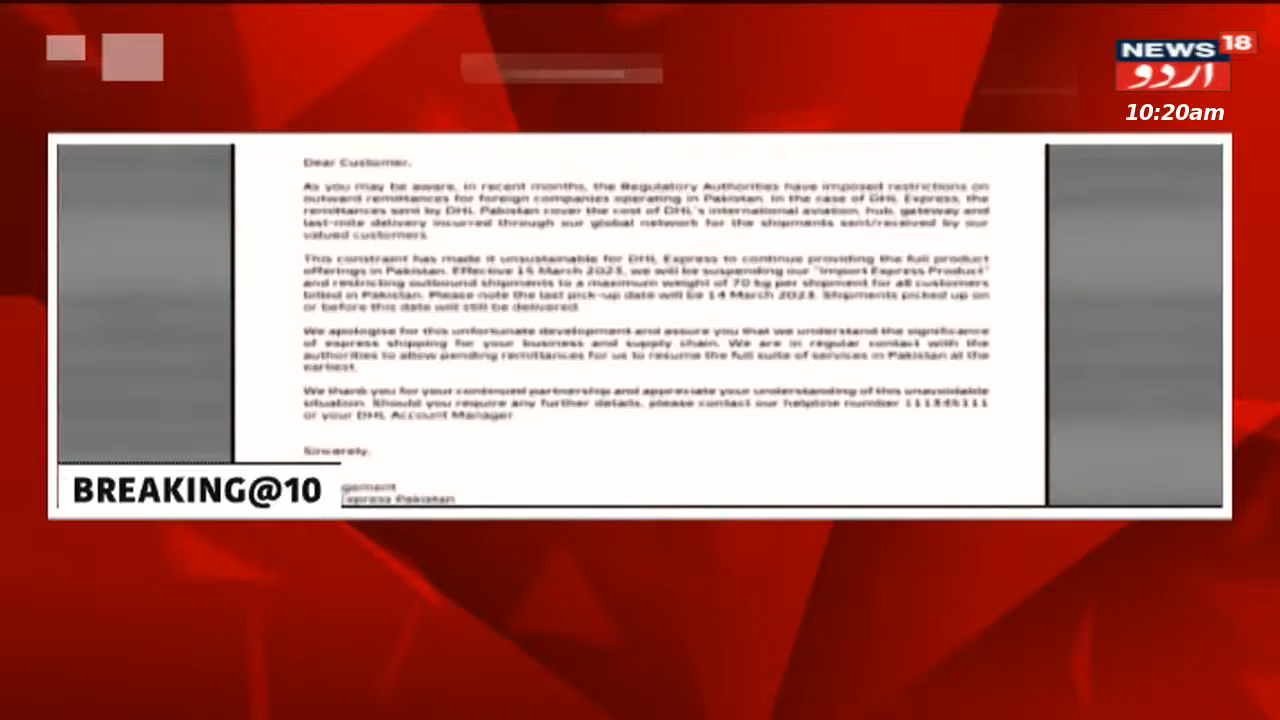 NEWS 18
اردو
10:20am
Dear Customer,
As you may be aware, in recent months, the Regulatory Authorities have imposed restrictions on
outward remittances for foreign companies operating in Pakistan. In the case of DHL Express, the
remittances sent by DHL Pakistan cover the cost of DHL's international aviation, hub, gateway and
last-mile delivery incurred through our global network for the shipments sent/received by our
valued customers.
This constraint has made it unsustainable for DHL Express to continue providing the full product
offerings in Pakistan. Effective 15 March 2023, we will be suspending our "Import Express Product"
and restricting outbound shipments to a maximum weight of 70 kg per shipment for all customers
billed in Pakistan. Please note the last pick-up date will be 14 March 2023. Shipments picked up on
or before this date will still be delivered.
We apologise for this unfortunate development and assure you that we understand the significance
of express shipping for your business and supply chain. We are in regular contact with the
authorities to allow pending remittances for us to resume the full suite of services in Pakistan at the
earliest.
We thank you for your continued partnership and appreciate your understanding of this unavoidable
situation. Should you require any further details, please contact our helpline number 111345111
or your DHL Account Manager
Sincerely,
gement
xpress Pakistan
BREAKING@10